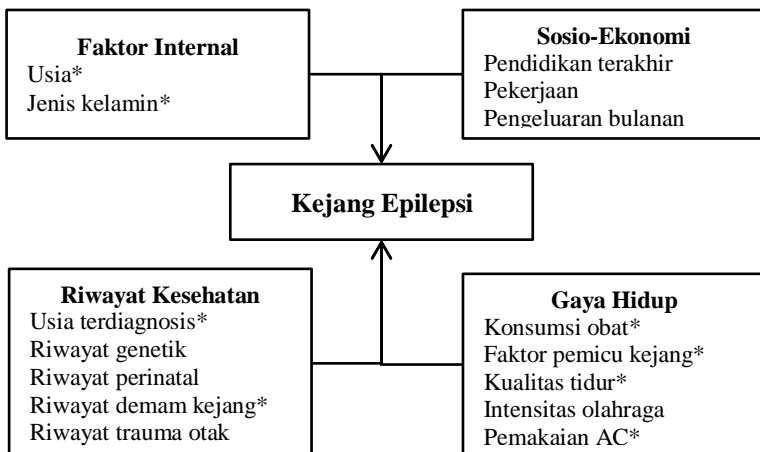 Faktor Internal
Usia*
Jenis kelamin*
Sosio-Ekonomi
Pendidikan terakhir
Pekerjaan
Pengeluaran bulanan
Kejang Epilepsi
Riwayat Kesehatan
Usia terdiagnosis*
Riwayat genetik
Riwayat perinatal
Riwayat demam kejang*
Riwayat trauma otak
Gaya Hidup
Konsumsi obat*
Faktor pemicu kejang*
Kualitas tidur*
Intensitas olahraga
Pemakaian AC*